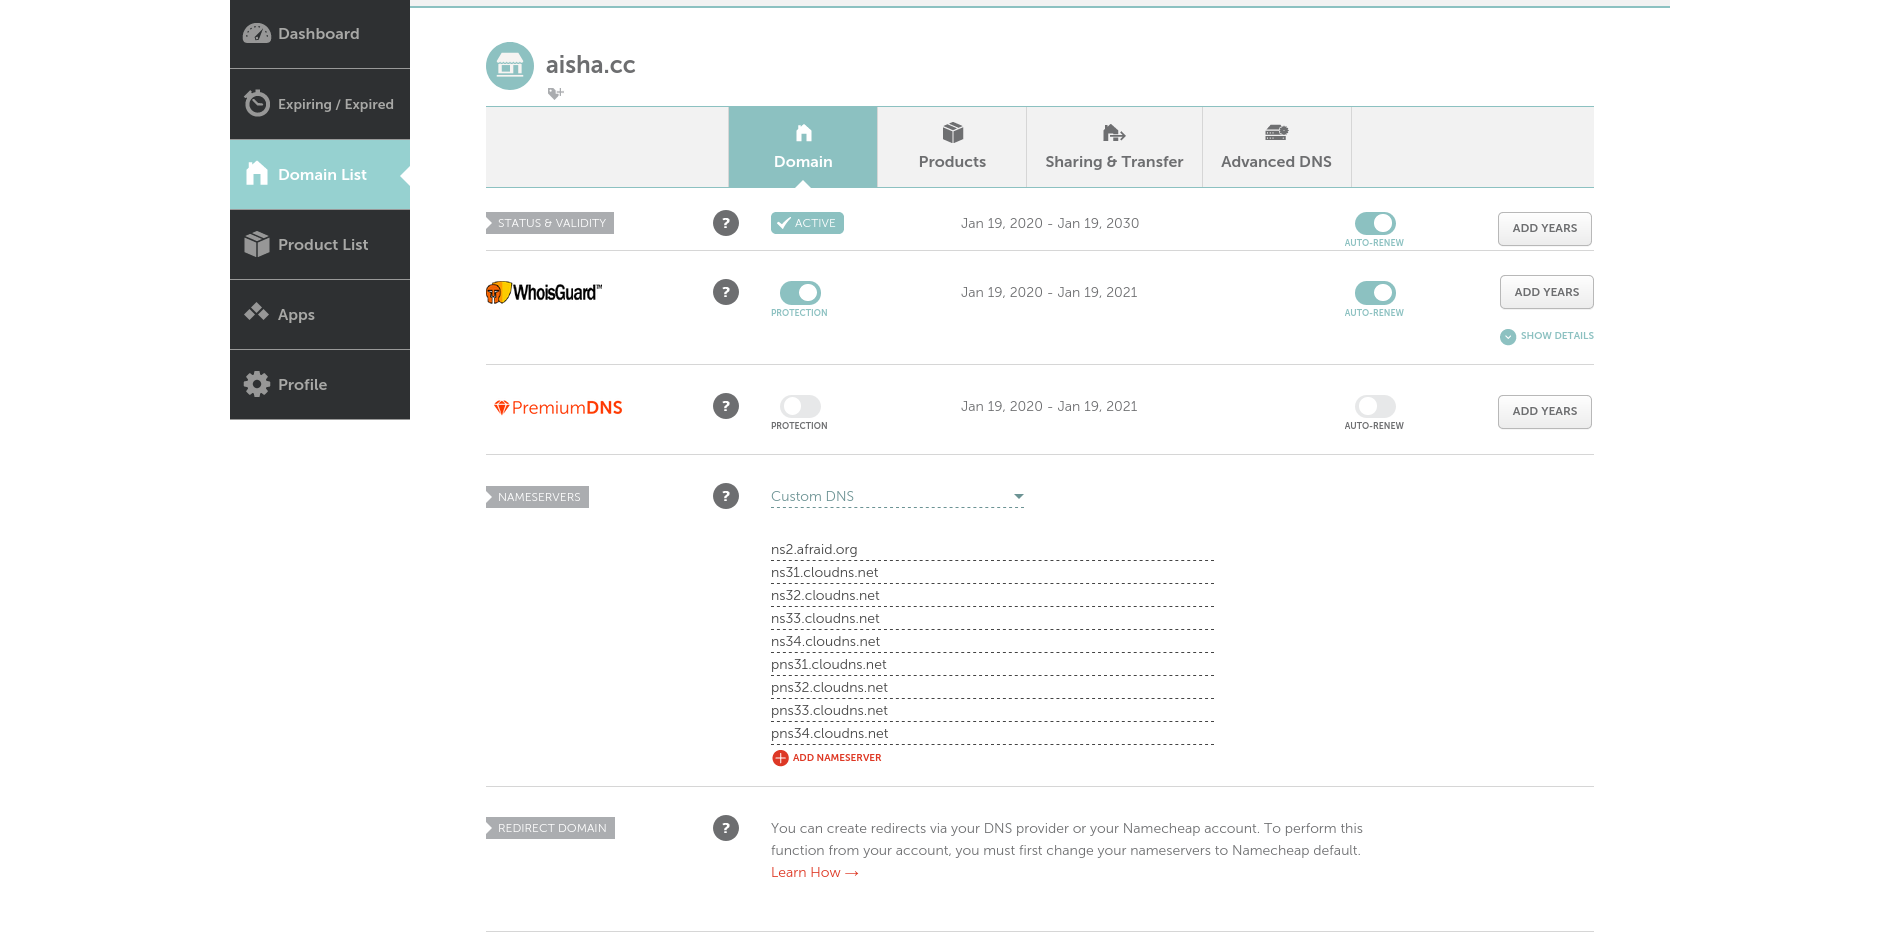 Dashboard
Expiring / Expired
Domain List
Product List
Apps
Profile
aisha.cc
Domain
Products
Sharing & Transfer
Advanced DNS
STATUS & VALIDITY
?
ACTIVE
Jan 19, 2020 - Jan 19, 2030
AUTO-RENEW
ADD YEARS
WhoisGuard™
?
PROTECTION
Jan 19, 2020 - Jan 19, 2021
AUTO-RENEW
ADD YEARS
SHOW DETAILS
PremiumDNS
?
PROTECTION
Jan 19, 2020 - Jan 19, 2021
AUTO-RENEW
ADD YEARS
NAMESERVERS
?
Custom DNS
ns2.afraid.org
ns31.cloudns.net
ns32.cloudns.net
ns33.cloudns.net
ns34.cloudns.net
pns31.cloudns.net
pns32.cloudns.net
pns33.cloudns.net
pns34.cloudns.net
ADD NAMESERVER
REDIRECT DOMAIN
?
You can create redirects via your DNS provider or your Namecheap account. To perform this
function from your account, you must first change your nameservers to Namecheap default.
Learn How →